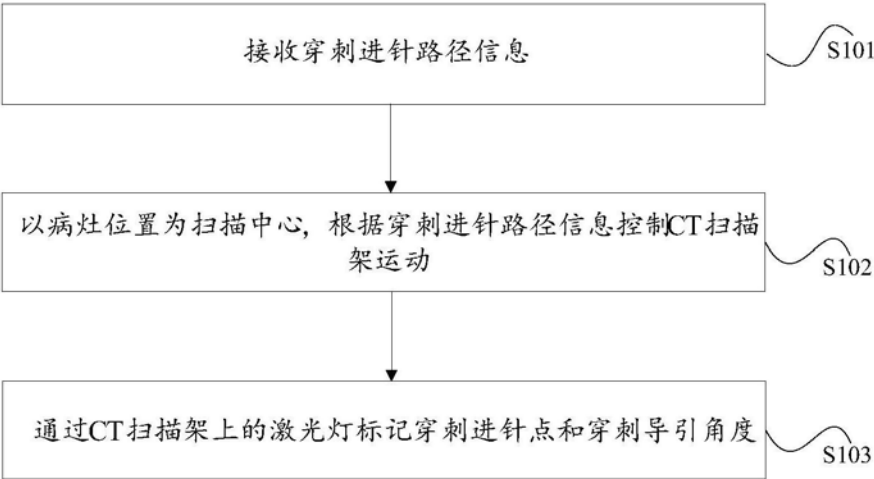 接收穿刺进针路径信息
S101
以病灶位置为扫描中心，根据穿刺进针路径信息控制CT扫描
架运动
S102
通过CT扫描架上的激光灯标记穿刺进针点和穿刺导引角度
S103